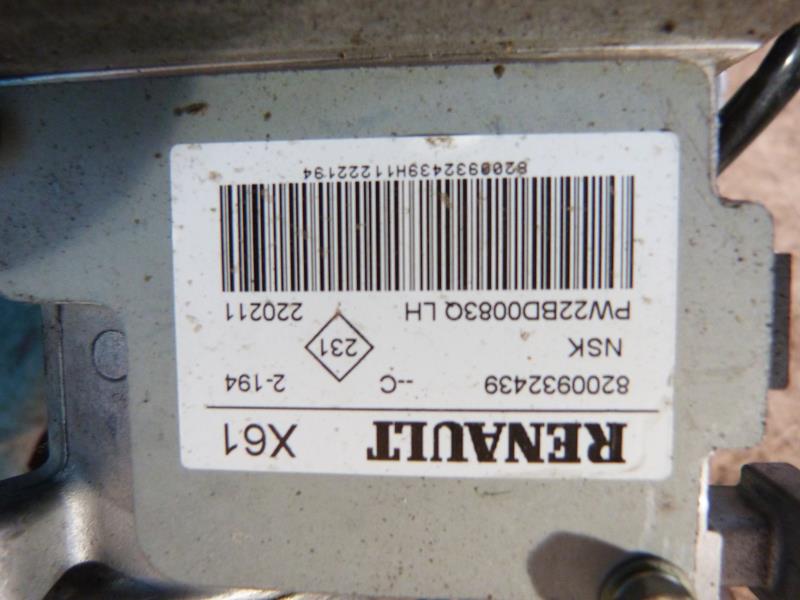 RENAULT X61
8200932439 --C 2-194
NSK 231
PW22BD0083Q LH 220211
8200932439H11222194